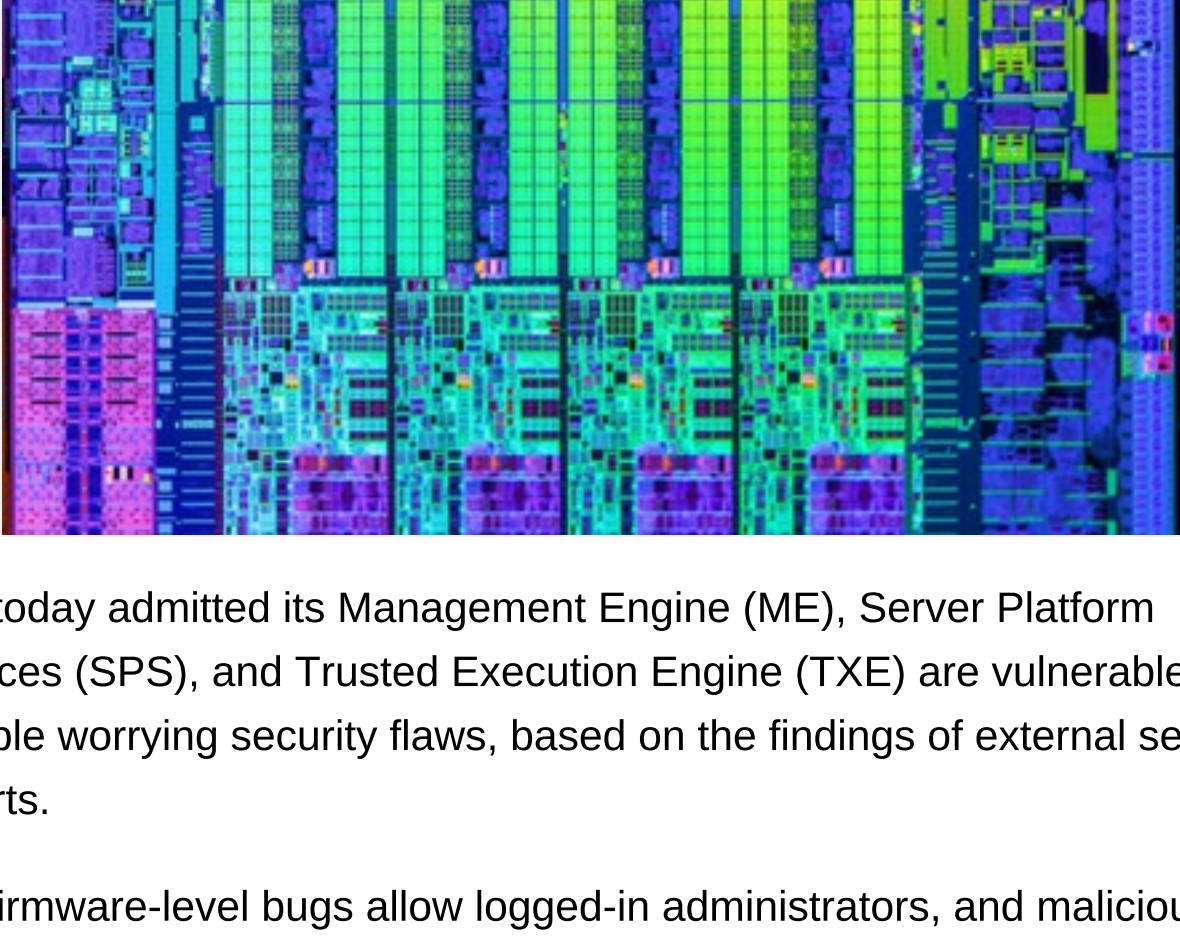 today admitted its Management Engine (ME), Server Platform
ces (SPS), and Trusted Execution Engine (TXE) are vulnerable
ble worrying security flaws, based on the findings of external se
rts.
irmware-level bugs allow logged-in administrators, and maliciou